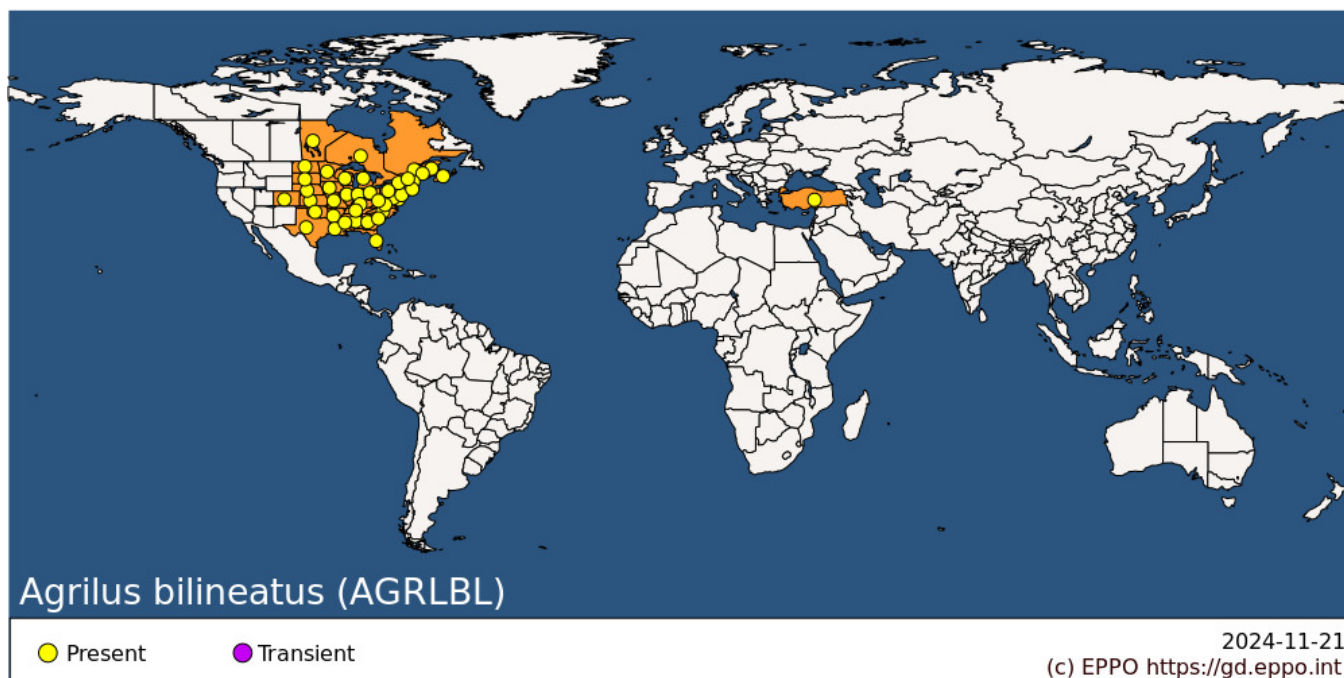 Agrilus bilineatus (AGRLBL)
Present
Transient
2024-11-21
(c) EPPO https://gd.eppo.int